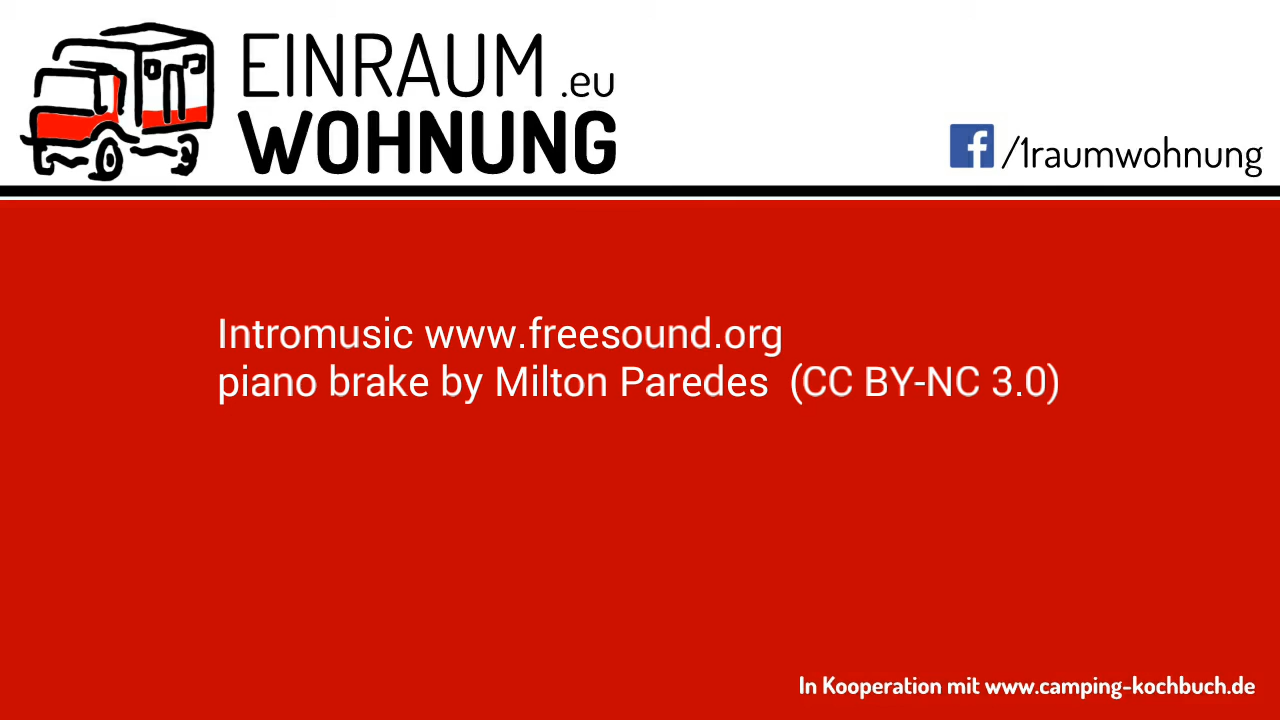 EINRAUM .eu
WOHNUNG
/1raumwohnung
Intromusic www.freesound.org
piano brake by Milton Paredes (CC BY-NC 3.0)
In Kooperation mit www.camping-kochbuch.de